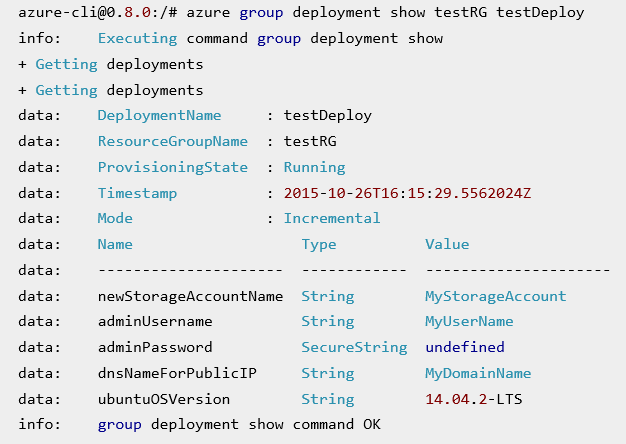 azure-cli@0.8.0:/# azure group deployment show testRG testDeploy
info:    Executing command group deployment show
+ Getting deployments
+ Getting deployments
data:    DeploymentName     : testDeploy
data:    ResourceGroupName  : testRG
data:    ProvisioningState  : Running
data:    Timestamp          : 2015-10-26T16:15:29.5562024Z
data:    Mode               : Incremental
data:    Name                   Type          Value
data:    ---------------------  ------------  ---------------------
data:    newStorageAccountName  String        MyStorageAccount
data:    adminUsername          String        MyUserName
data:    adminPassword          SecureString  undefined
data:    dnsNameForPublicIP     String        MyDomainName
data:    ubuntuOSVersion        String        14.04.2-LTS
info:    group deployment show command OK